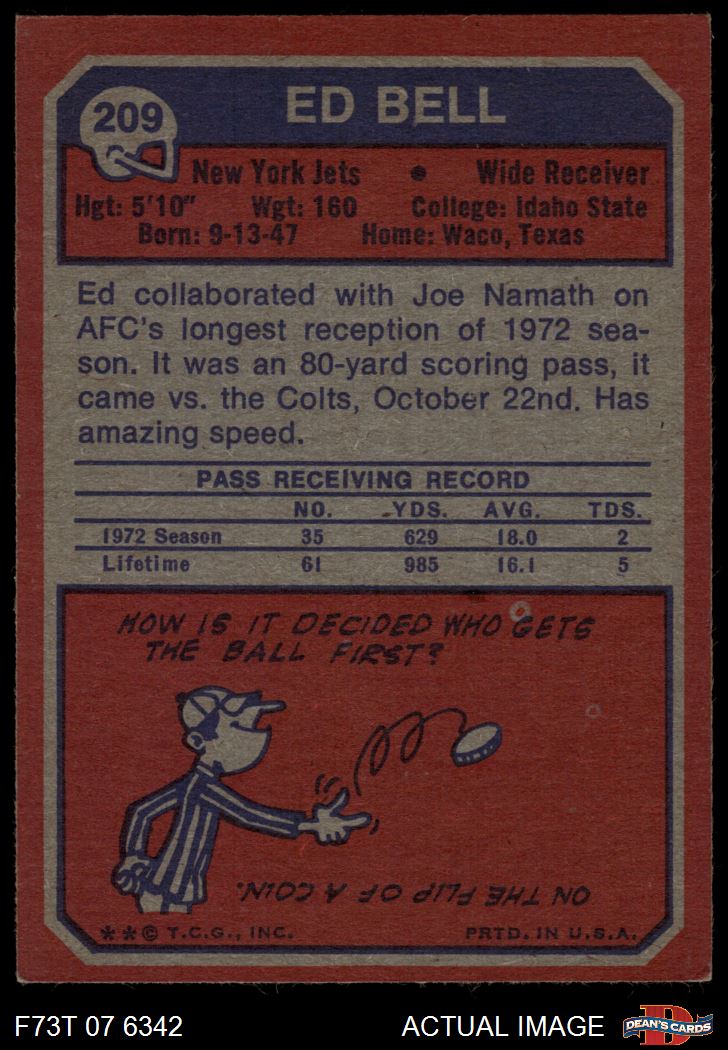 209
ED BELL
New York Jets • Wide Receiver
Hgt: 5'10" Wgt: 160 College: Idaho State
Born: 9-13-47 Home: Waco, Texas
Ed collaborated with Joe Namath on
AFC's longest reception of 1972 sea-
son. It was an 80-yard scoring pass, it
came vs. the Colts, October 22nd. Has
amazing speed.
PASS RECEIVING RECORD
NO. YDS. AVG. TDS.
1972 Season 35 629 18.0 2
Lifetime 61 985 16.1 5
HOW IS IT DECIDED WHO GETS
THE BALL FIRST?
ON THE FLIP OF A COIN.
**© T.C.G., INC. PRTD. IN U.S.A.
F73T 07 6342 ACTUAL IMAGE
D
DEAN'S CARDS